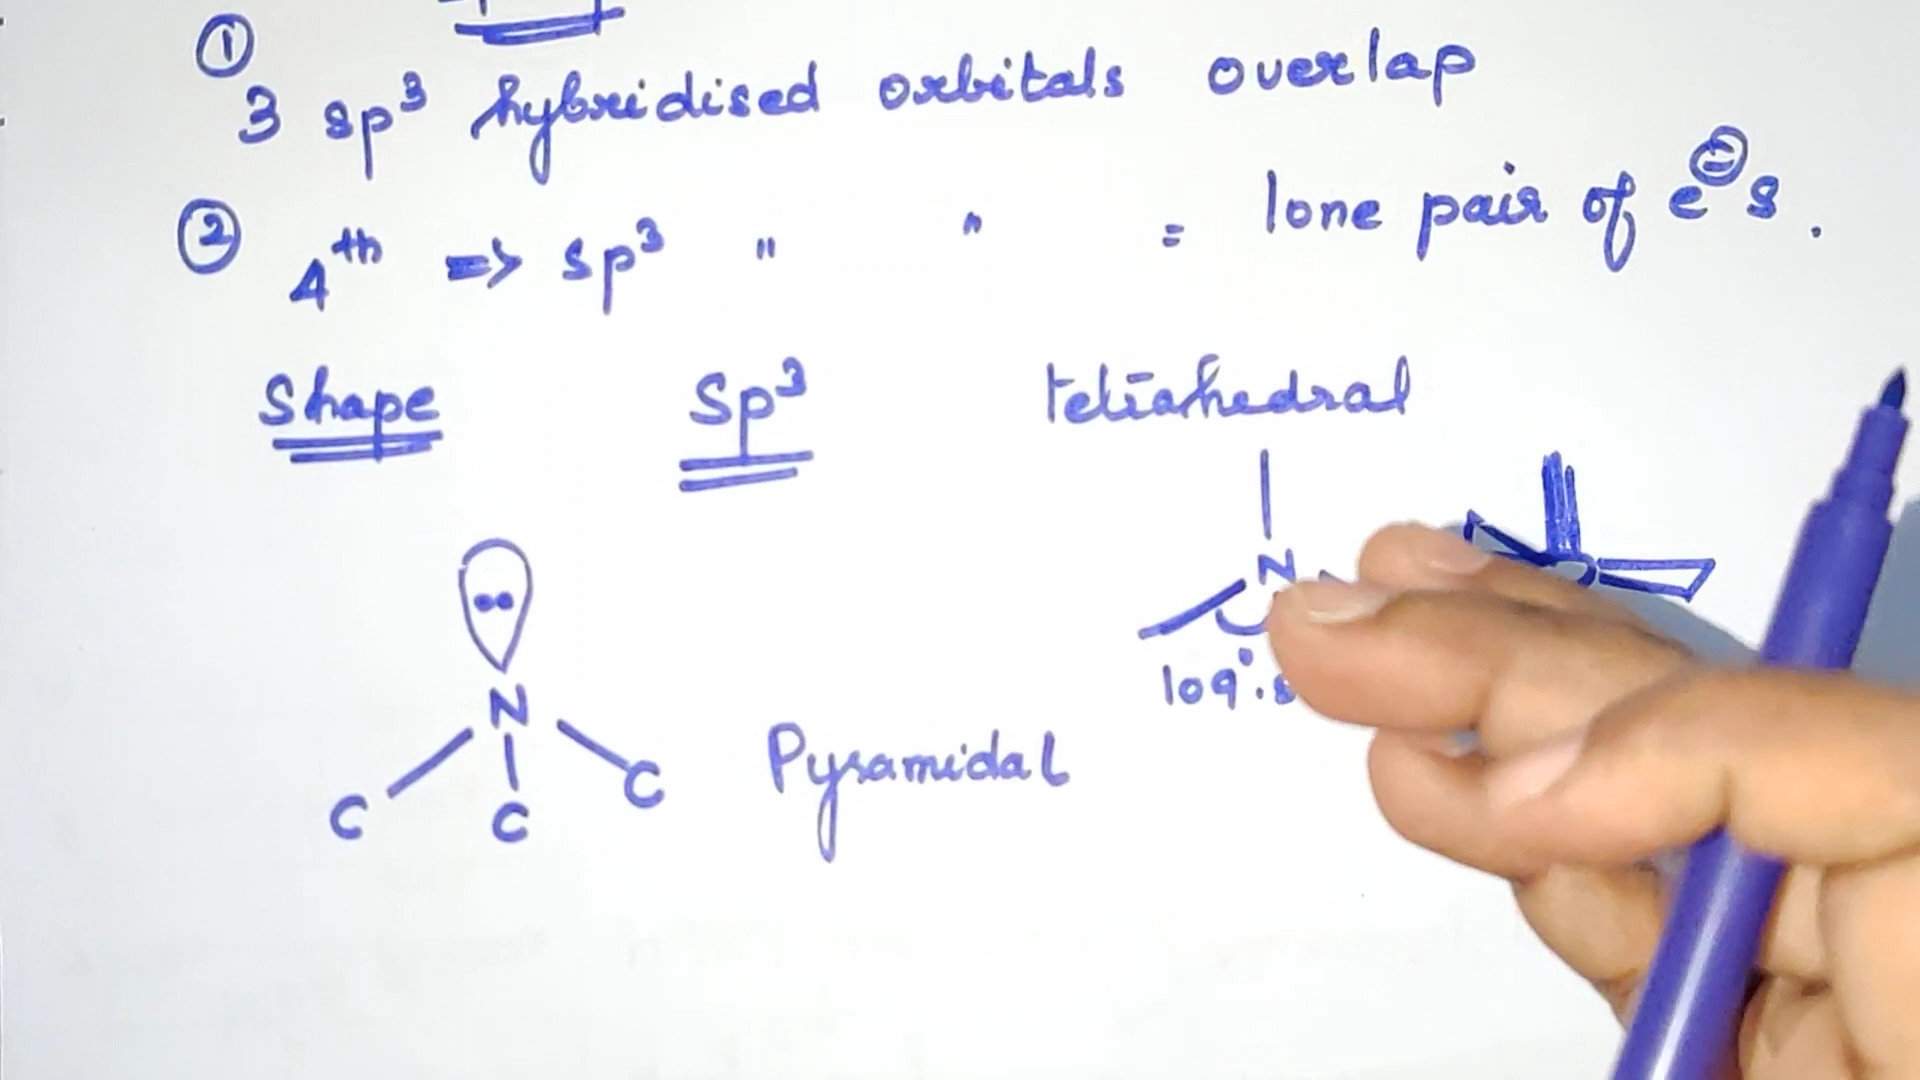 ①
3 sp³ hybridised orbitals overlap
② 4th => sp³ " " = lone pair of e⊖s.
Shape Sp³ tetrahedral
N
109°.
N
C C C
Pyramidal